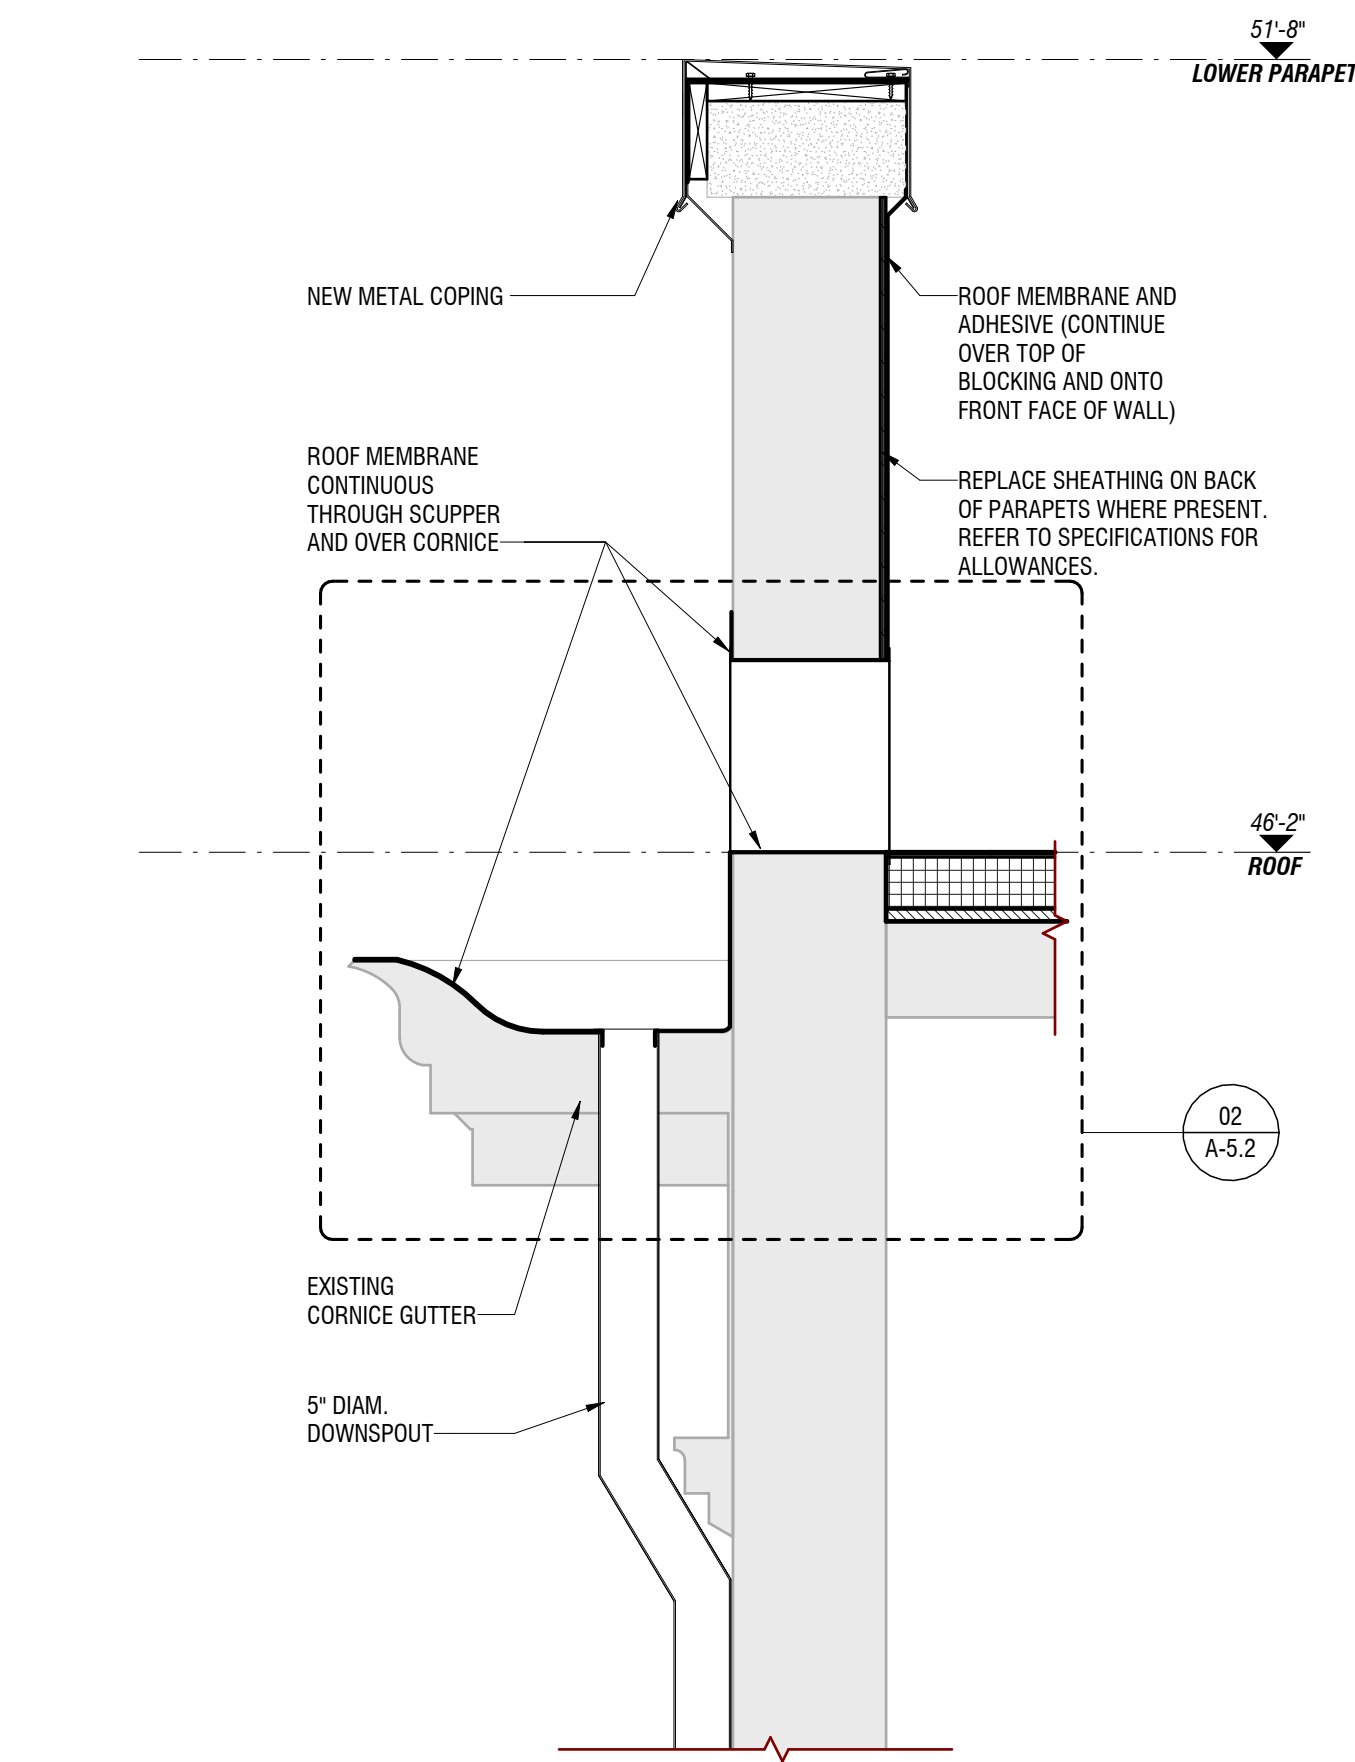 51'-8"
LOWER PARAPET
NEW METAL COPING
ROOF MEMBRANE AND
ADHESIVE (CONTINUE
OVER TOP OF
BLOCKING AND ONTO
FRONT FACE OF WALL)
ROOF MEMBRANE
CONTINUOUS
THROUGH SCUPPER
AND OVER CORNICE
REPLACE SHEATHING ON BACK
OF PARAPETS WHERE PRESENT.
REFER TO SPECIFICATIONS FOR
ALLOWANCES.
46'-2"
ROOF
02
A-5.2
EXISTING
CORNICE GUTTER
5" DIAM.
DOWNSPOUT